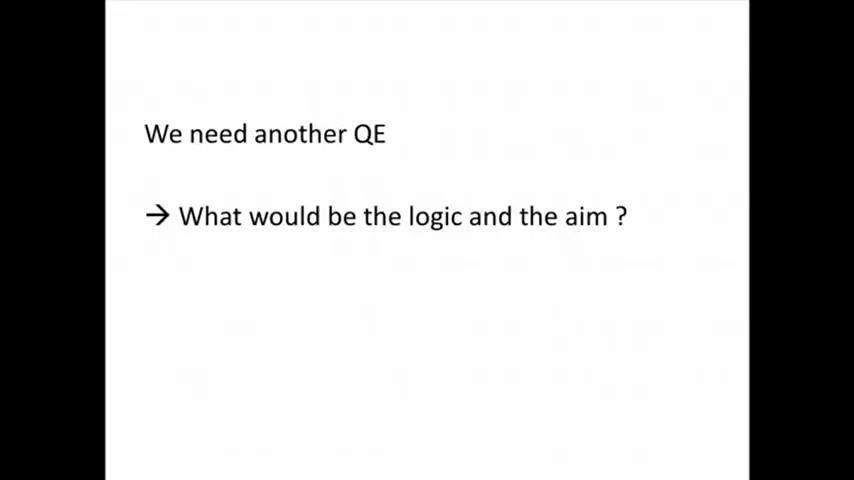 We need another QE
→ What would be the logic and the aim ?